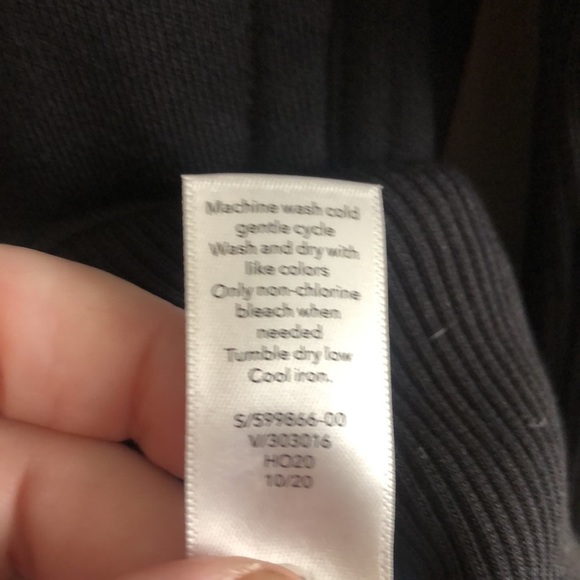 Machine wash cold
gentle cycle
Wash and dry with
like colors
Only non-chlorine
bleach when
needed
Tumble dry low
Cool iron.
S/599866-00
V/303016
HO20
10/20